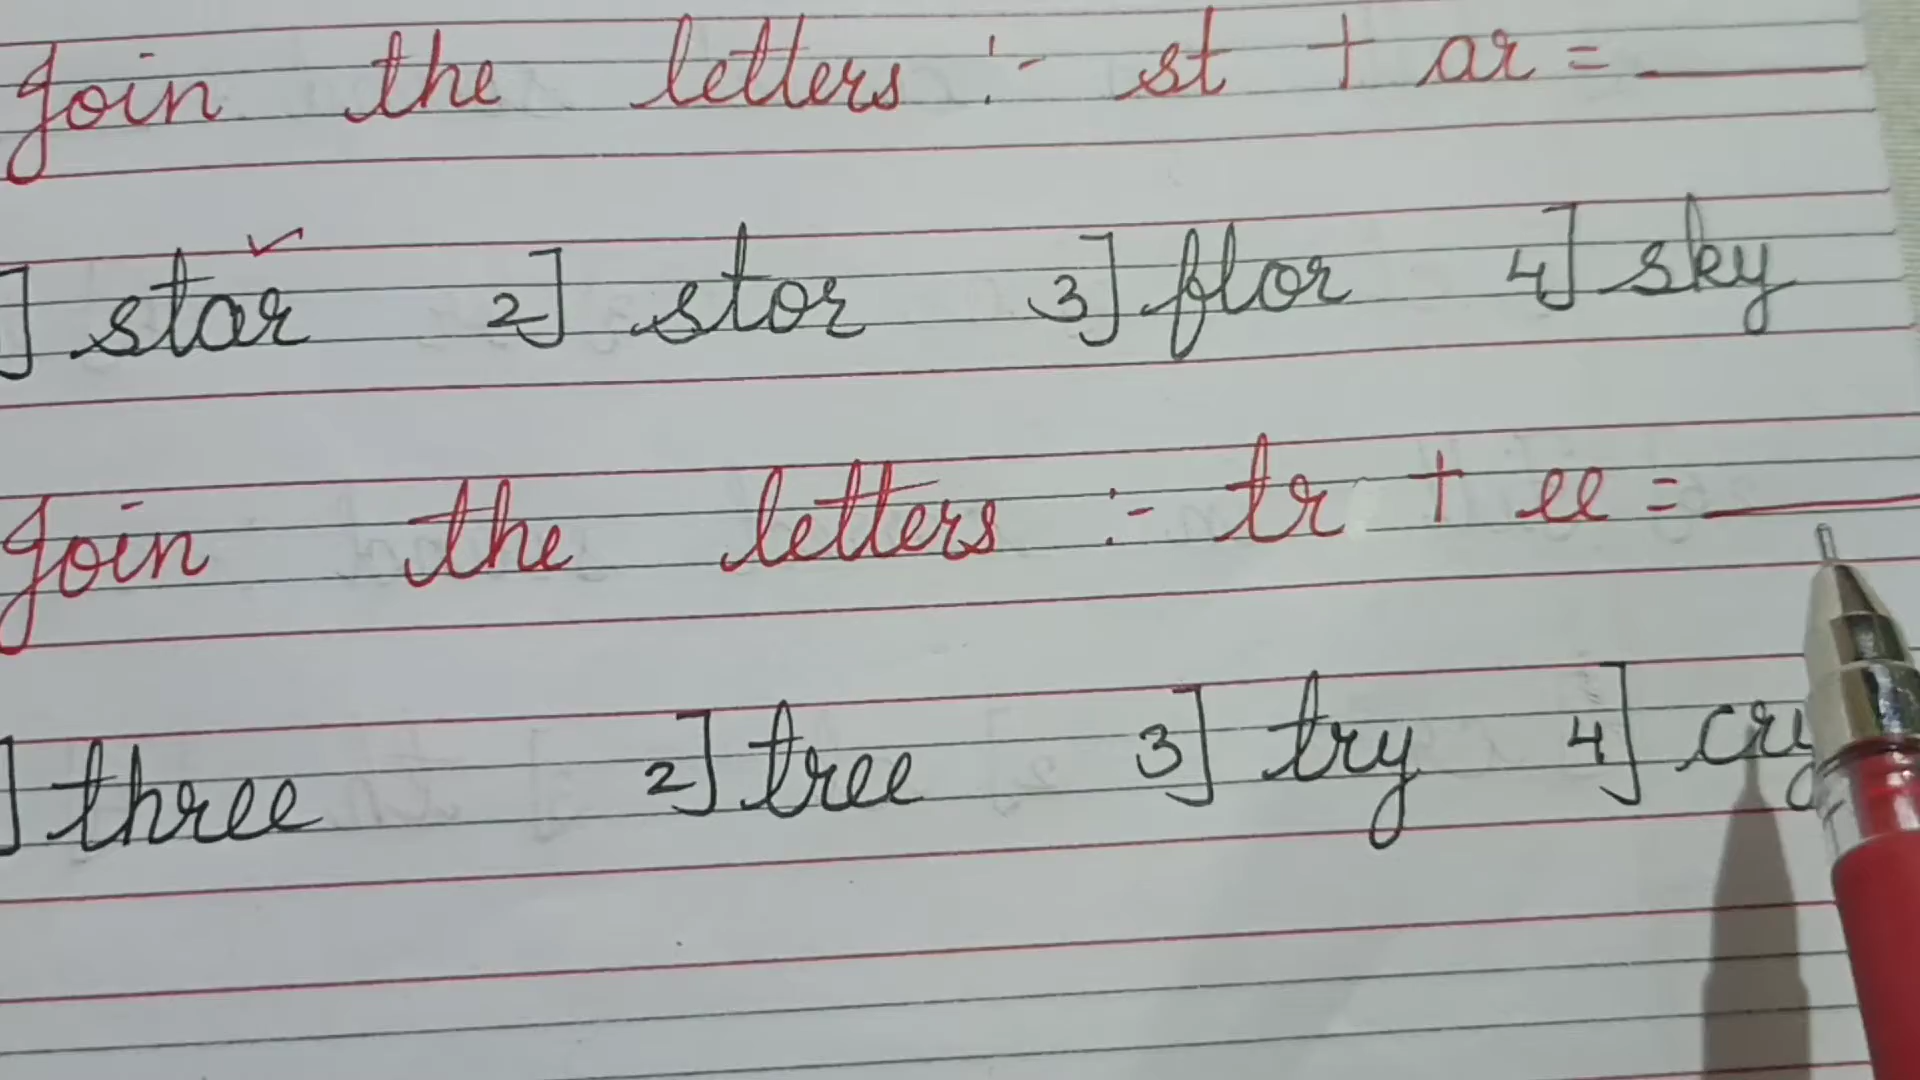 Join the letters :- st + ar = ___
] star ✓ 2] stor 3] flor 4] sky
Join the letters :- tr + ee = ___
] three 2] tree 3] try 4] cry